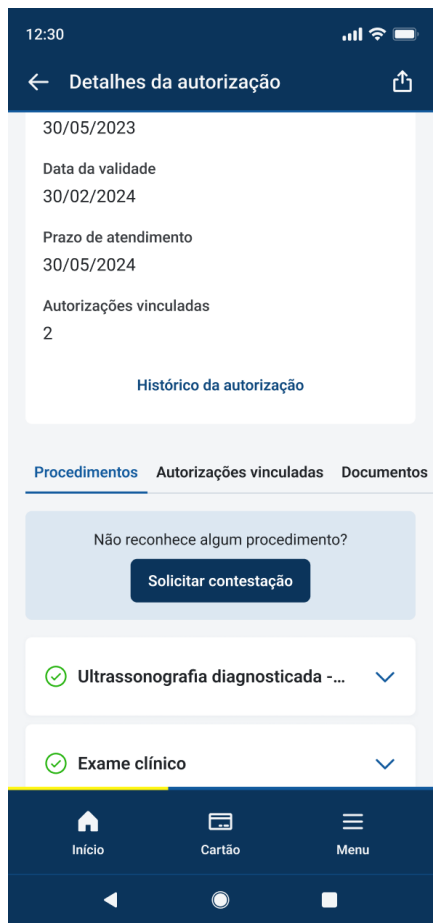 12:30
Detalhes da autorização
30/05/2023
Data da validade
30/02/2024
Prazo de atendimento
30/05/2024
Autorizações vinculadas
2
Histórico da autorização
Procedimentos Autorizações vinculadas Documentos
Não reconhece algum procedimento?
Solicitar contestação
Ultrassonografia diagnosticada -...
Exame clínico
Início Cartão Menu